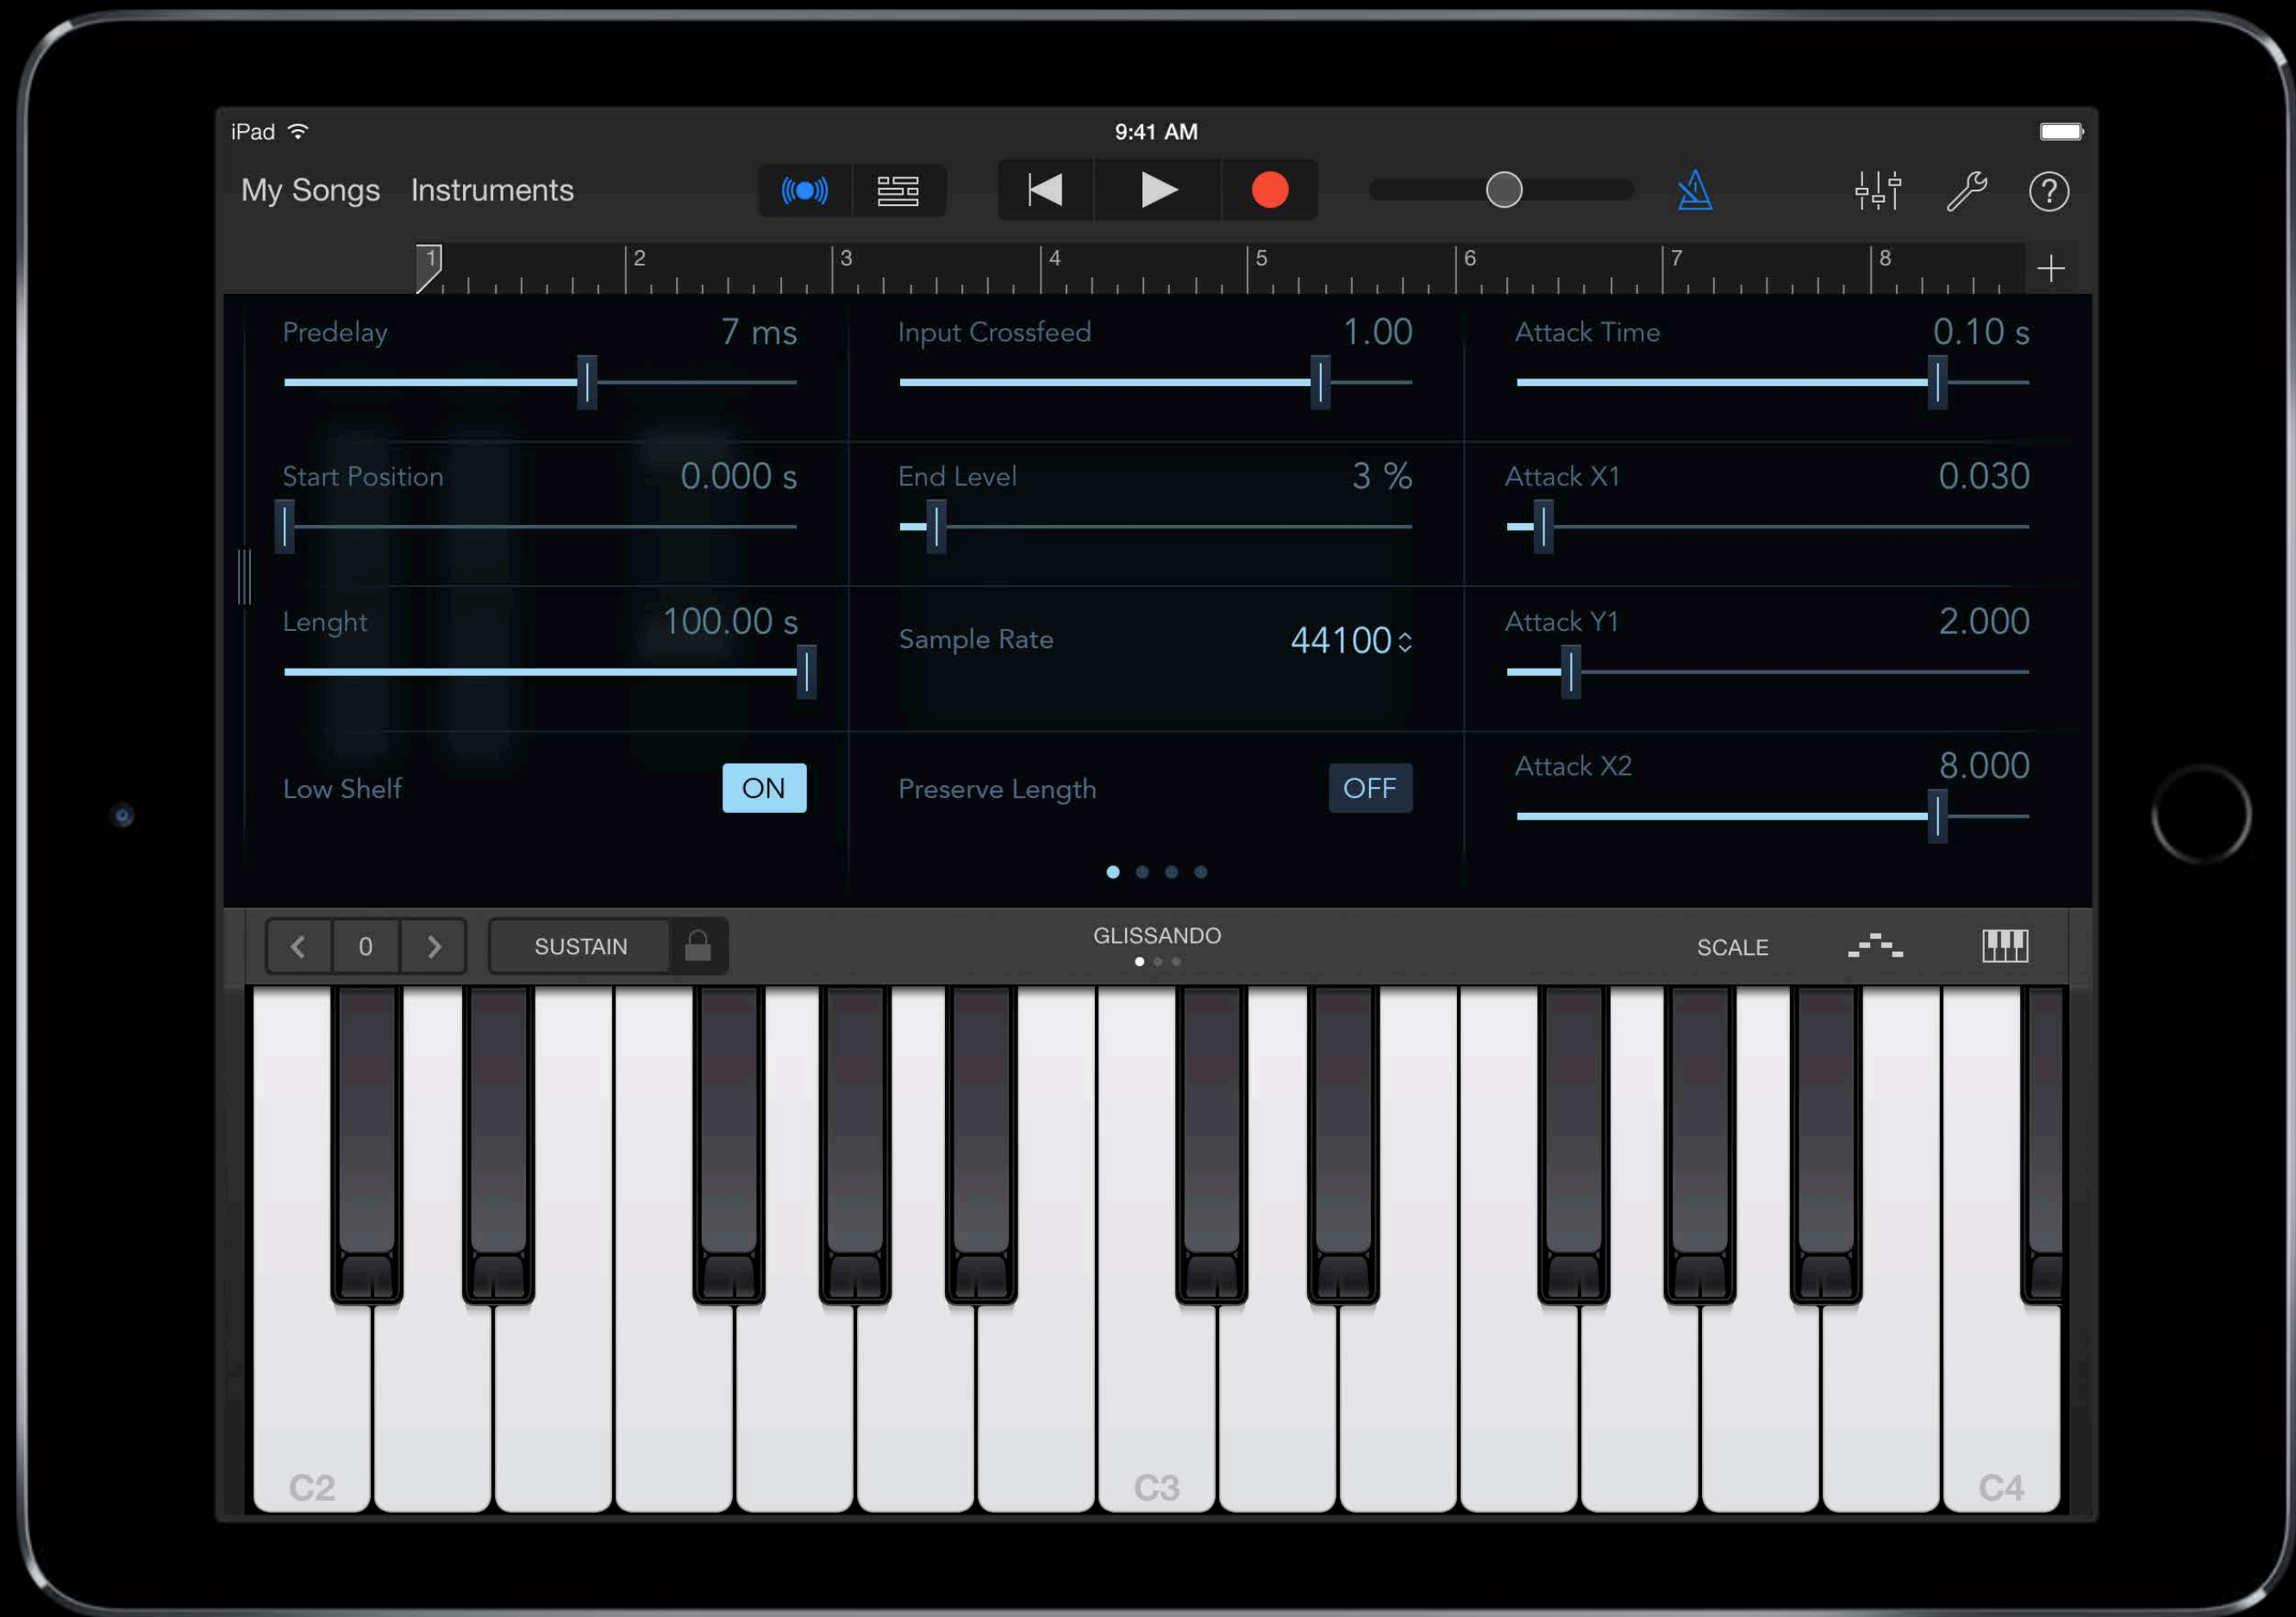 iPad
9:41 AM
My Songs Instruments
1 2 3 4 5 6 7 8
Predelay 7 ms Input Crossfeed 1.00 Attack Time 0.10 s
Start Position 0.000 s End Level 3 % Attack X1 0.030
Lenght 100.00 s Sample Rate 44100 Attack Y1 2.000
Low Shelf ON Preserve Length OFF Attack X2 8.000
0 SUSTAIN GLISSANDO SCALE
C2 C3 C4